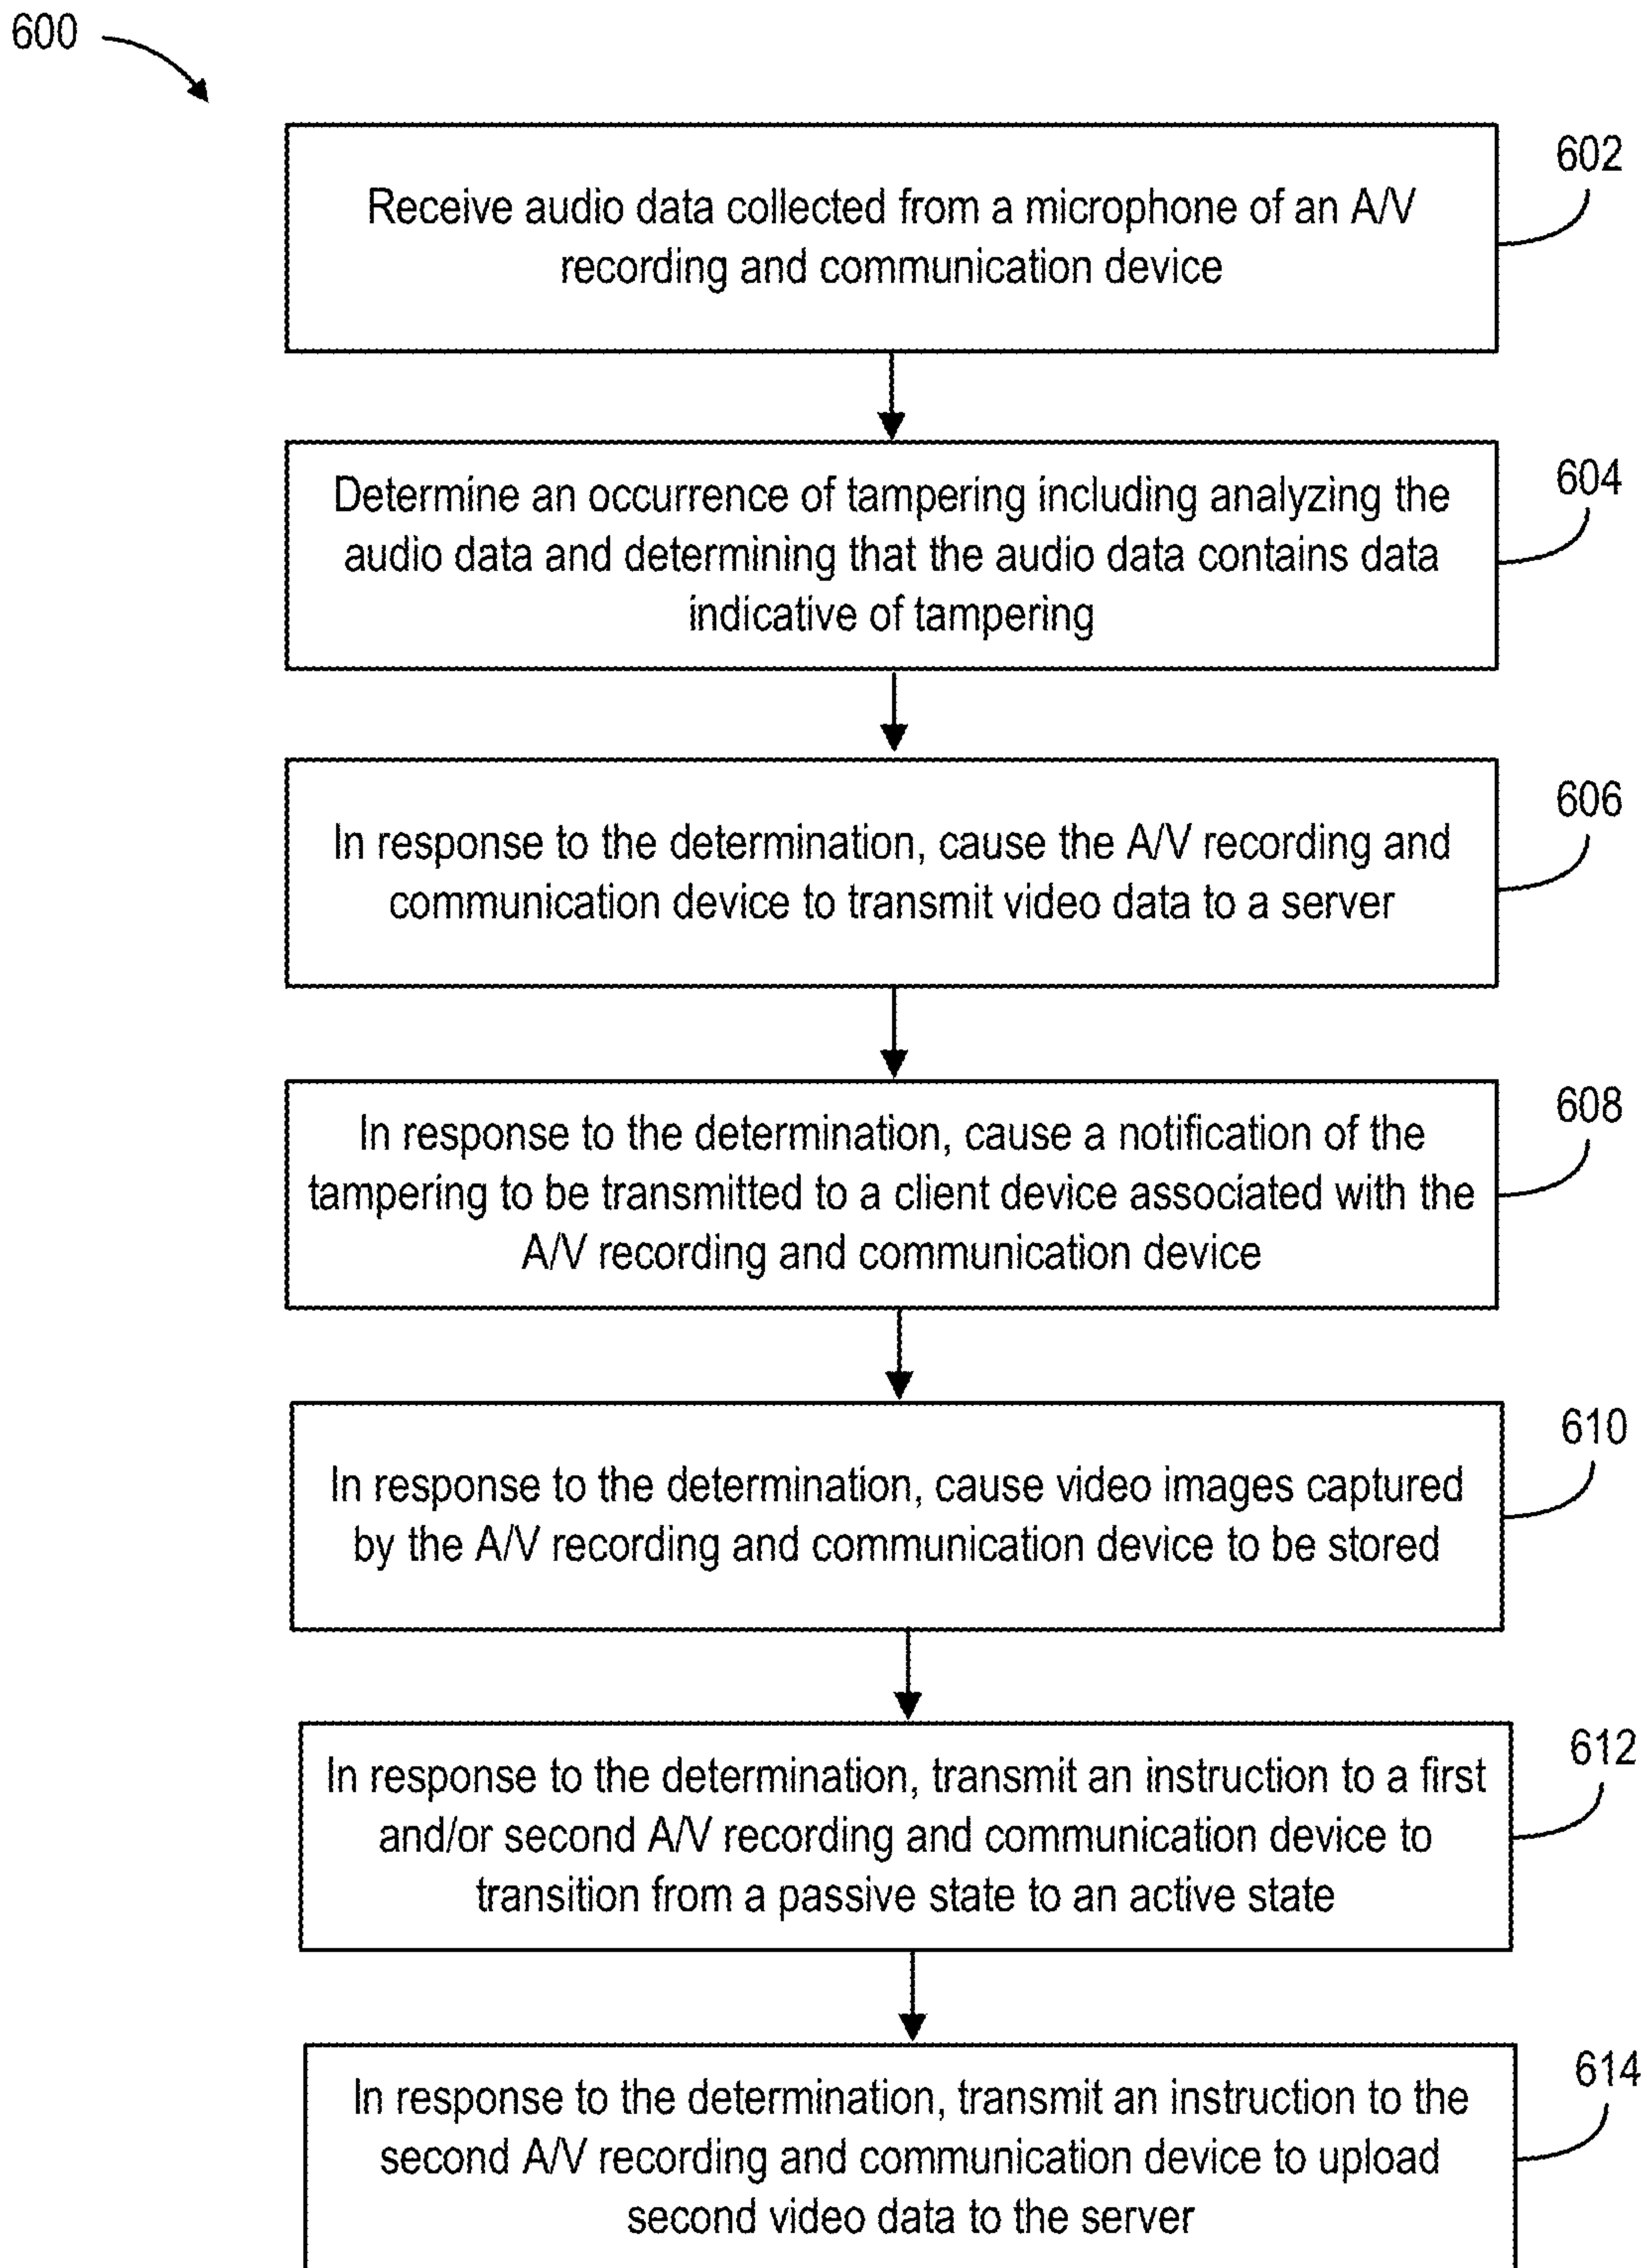 600
602
Receive audio data collected from a microphone of an A/V
recording and communication device
604
Determine an occurrence of tampering including analyzing the
audio data and determining that the audio data contains data
indicative of tampering
606
In response to the determination, cause the A/V recording and
communication device to transmit video data to a server
608
In response to the determination, cause a notification of the
tampering to be transmitted to a client device associated with the
A/V recording and communication device
610
In response to the determination, cause video images captured
by the A/V recording and communication device to be stored
612
In response to the determination, transmit an instruction to a first
and/or second A/V recording and communication device to
transition from a passive state to an active state
614
In response to the determination, transmit an instruction to the
second A/V recording and communication device to upload
second video data to the server